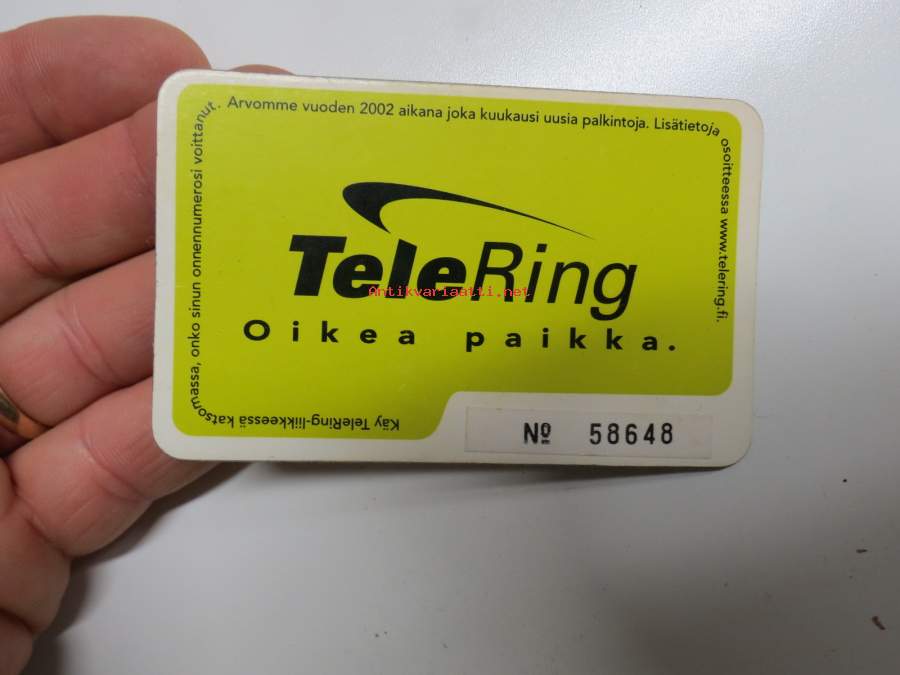 Käy TeleRing-liikkeessä katsomassa, onko sinun onnennumerosi voittanut. Arvomme vuoden 2002 aikana joka kuukausi uusia palkintoja. Lisätietoja osoitteessa www.telering.fi.
TeleRing
Antikvariaatti.net
Oikea paikka.
Nº 58648